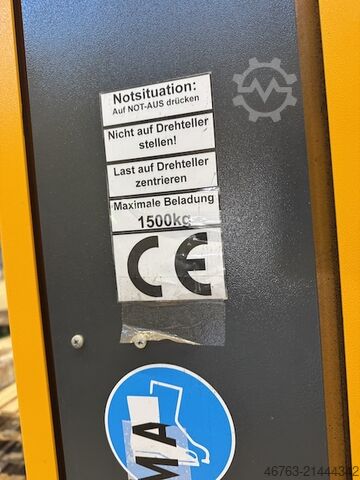 Notsituation:
Auf NOT-AUS drücken
Nicht auf Drehteller
stellen!
Last auf Drehteller
zentrieren
Maximale Beladung
1500kg
CE
MA
46763-21444342